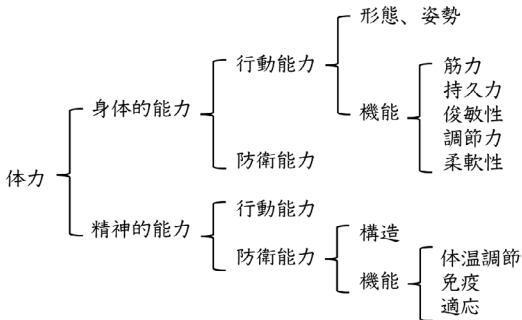 体力
身体的能力
行動能力
形態、姿勢
機能
筋力
持久力
俊敏性
調節力
柔軟性
防衛能力
精神的能力
行動能力
防衛能力
構造
機能
体温調節
免疫
適応